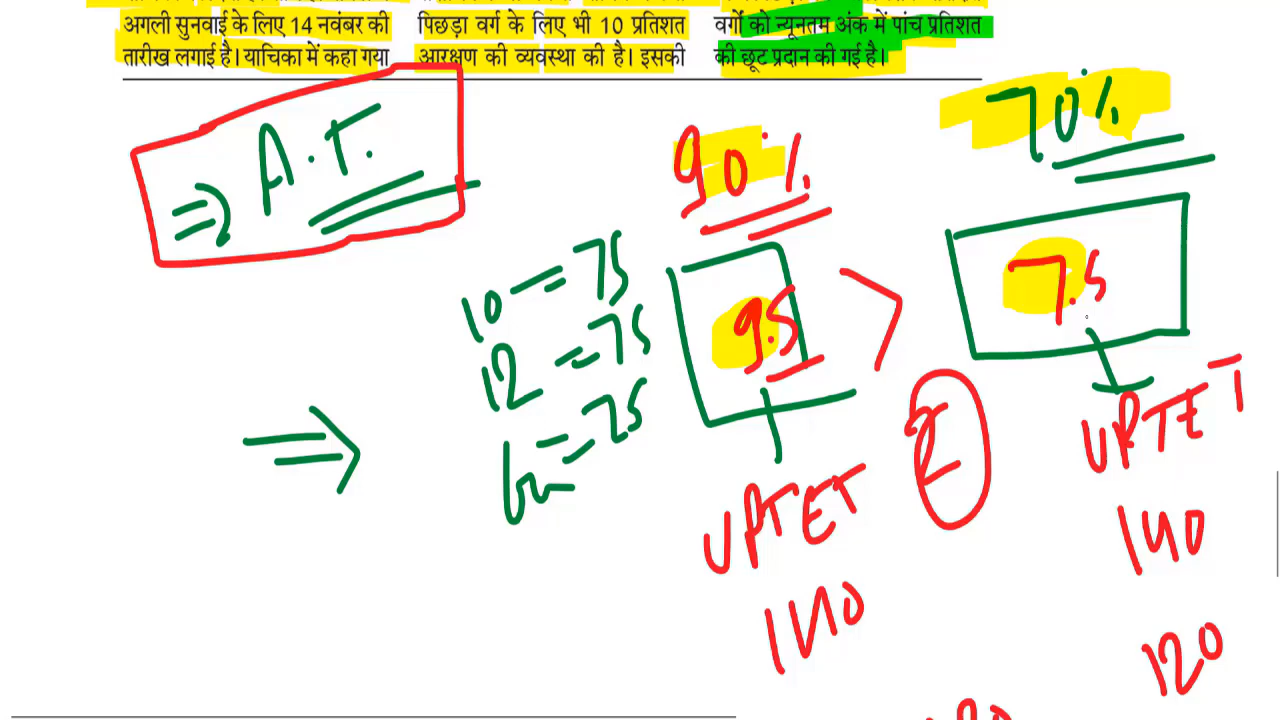 अगली सुनवाई के लिए 14 नवंबर की
तारीख लगाई है। याचिका में कहा गया
पिछड़ा वर्ग के लिए भी 10 प्रतिशत
आरक्षण की व्यवस्था की है। इसकी
वर्गों को न्यूनतम अंक में पांच प्रतिशत
की छूट प्रदान की गई है।
⇒ A.T.
90%
70%
10 = 75
12 = 75
= 75
9.5 > 7.5
2
UPTET
140
UPTET
140
120